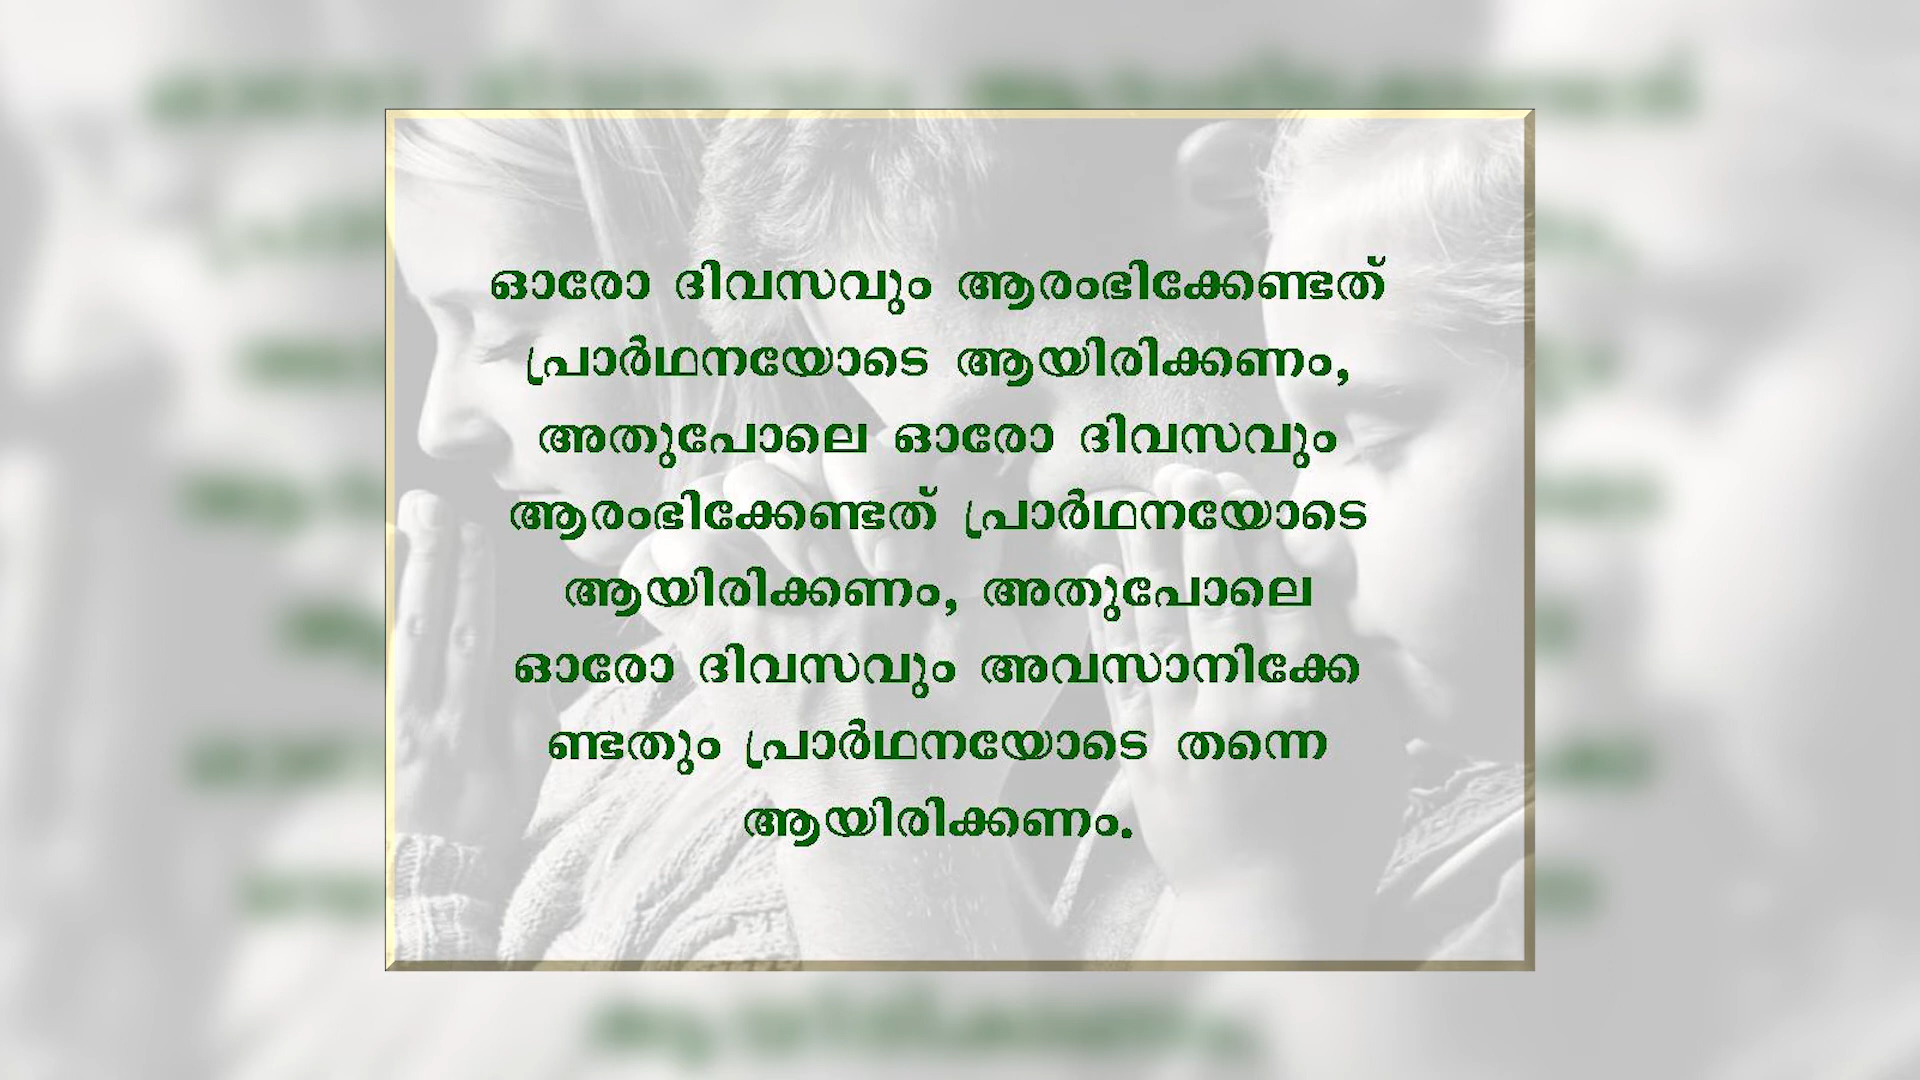 ഓരോ ദിവസവും ആരംഭിക്കേണ്ടത്
പ്രാർഥനയോടെ ആയിരിക്കണം,
അതുപോലെ ഓരോ ദിവസവും
ആരംഭിക്കേണ്ടത് പ്രാർഥനയോടെ
ആയിരിക്കണം, അതുപോലെ
ഓരോ ദിവസവും അവസാനിക്കേ
ണ്ടതും പ്രാർഥനയോടെ തന്നെ
ആയിരിക്കണം.